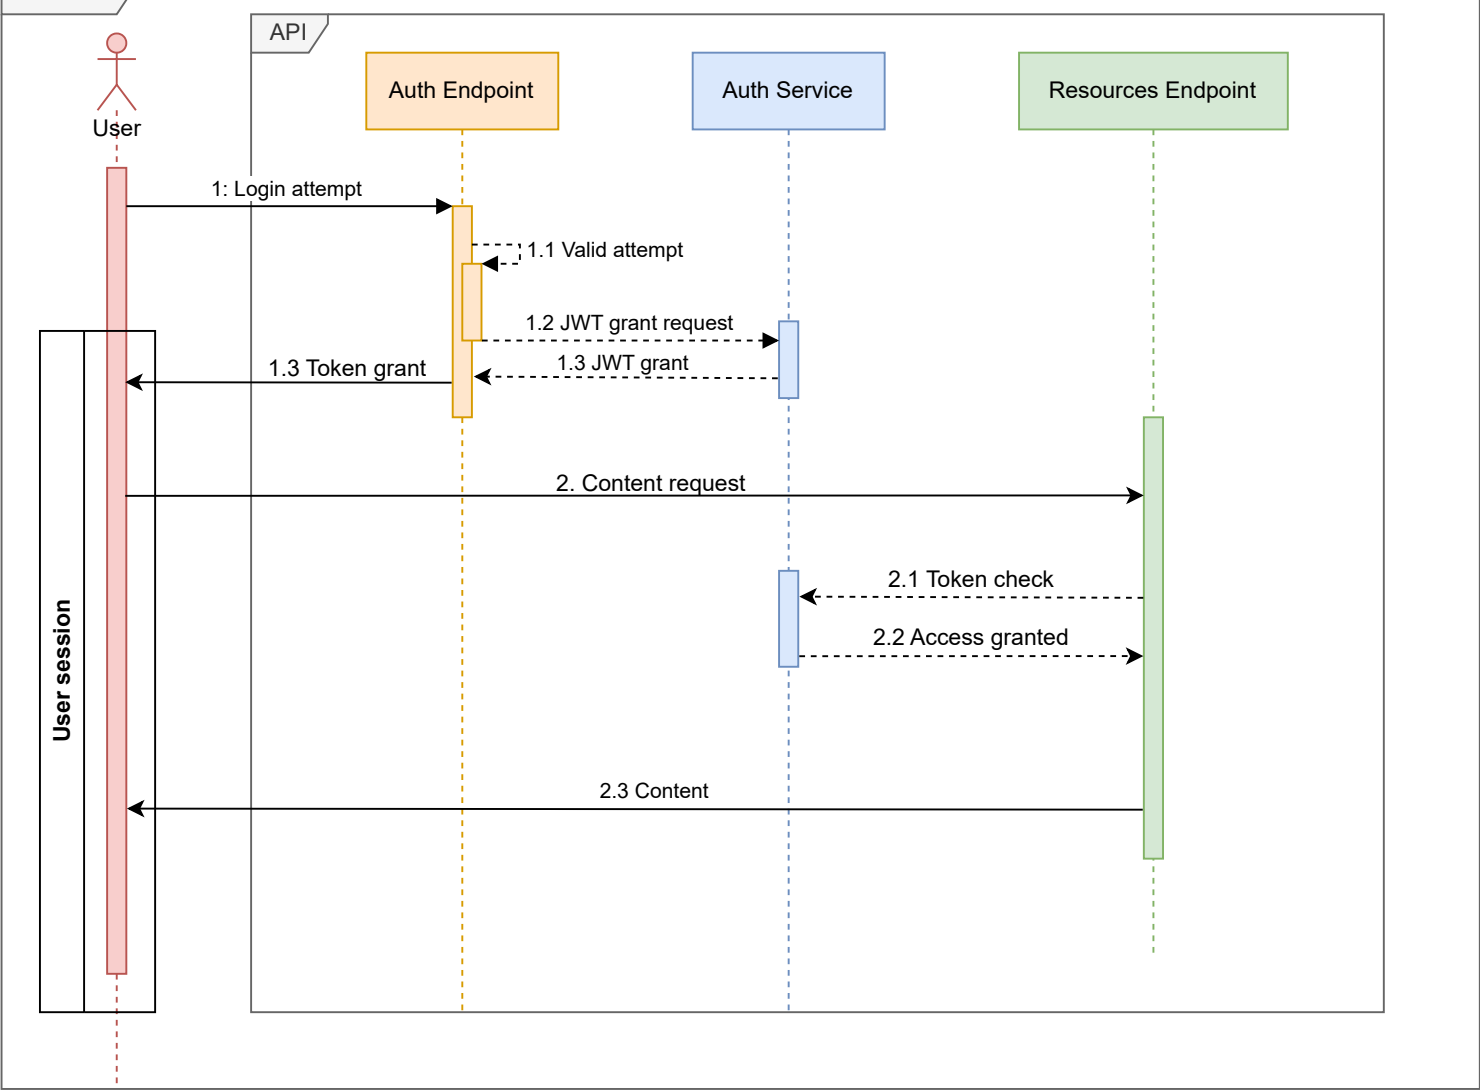 API
Auth Endpoint
Auth Service
Resources Endpoint
User
1: Login attempt
1.1 Valid attempt
1.2 JWT grant request
1.3 JWT grant
1.3 Token grant
2. Content request
2.1 Token check
User session
2.2 Access granted
2.3 Content